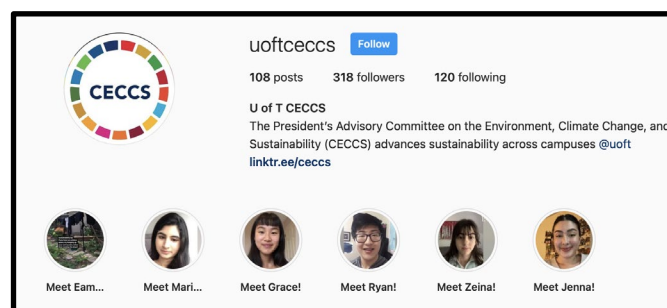 CECCS
uoftceccs Follow
108 posts 318 followers 120 following
U of T CECCS
The President's Advisory Committee on the Environment, Climate Change, and
Sustainability (CECCS) advances sustainability across campuses @uoft
linktr.ee/ceccs
Meet Eam... Meet Mari... Meet Grace! Meet Ryan! Meet Zeina! Meet Jenna!